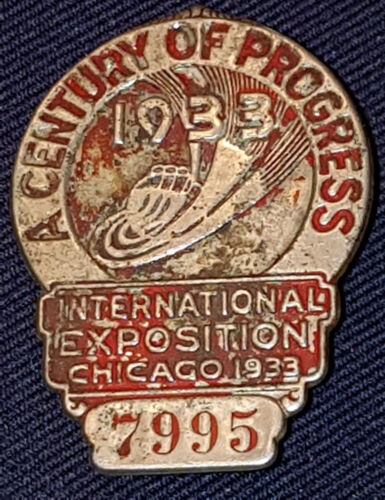 A CENTURY OF PROGRESS
1933
INTERNATIONAL
EXPOSITION
CHICAGO 1933
7995